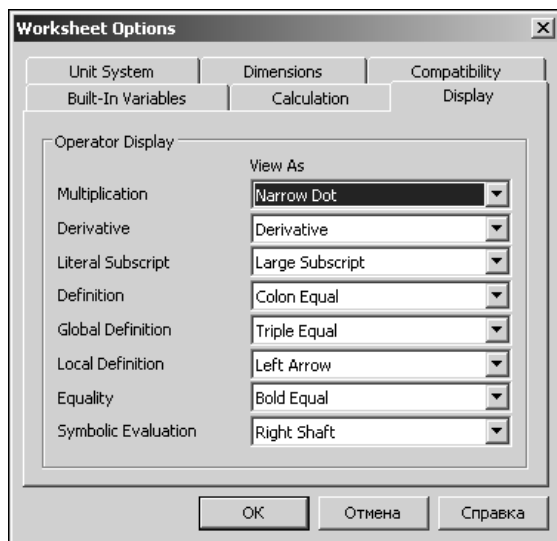 Worksheet Options
Unit System Dimensions Compatibility
Built-In Variables Calculation Display
Operator Display
View As
Multiplication Narrow Dot
Derivative Derivative
Literal Subscript Large Subscript
Definition Colon Equal
Global Definition Triple Equal
Local Definition Left Arrow
Equality Bold Equal
Symbolic Evaluation Right Shaft
OK Отмена Справка